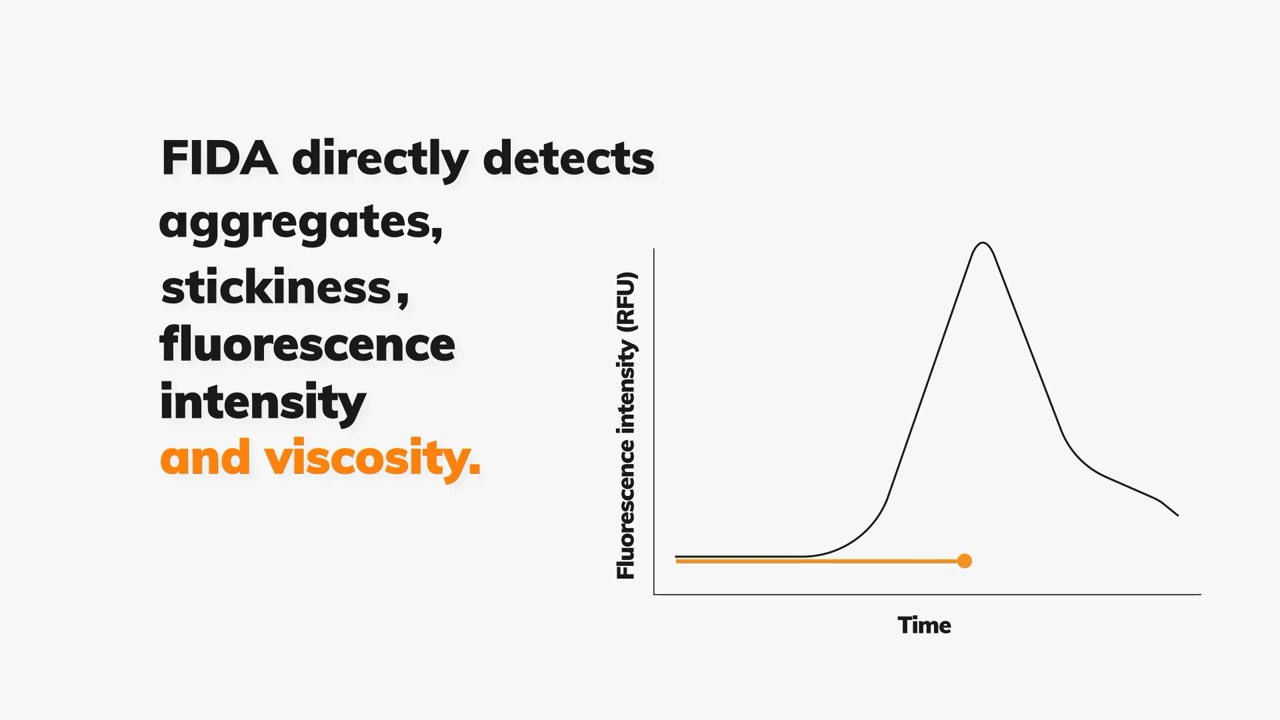 FIDA directly detects
aggregates,
stickiness,
fluorescence
intensity
and viscosity.
Fluorescence intensity (RFU)
Time